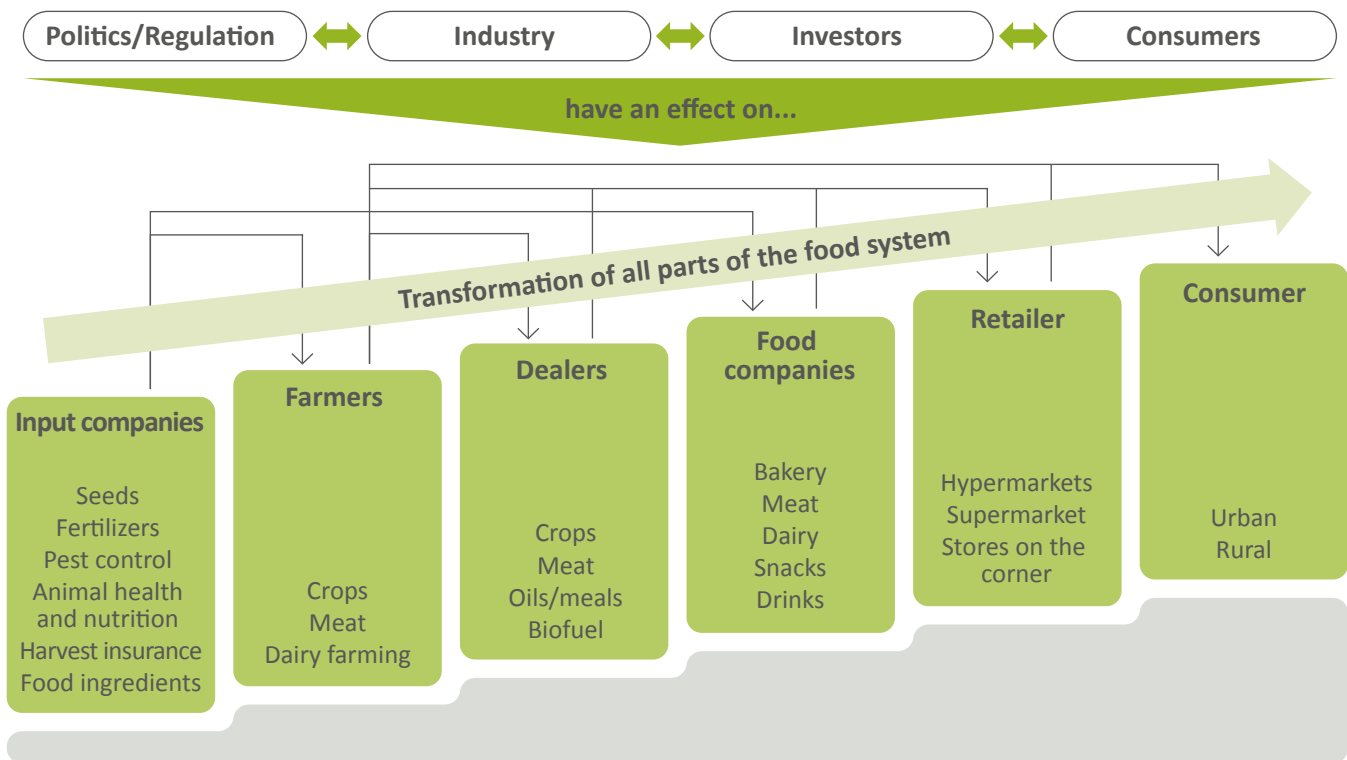 Politics/Regulation
Industry
Investors
Consumers
have an effect on...
Transformation of all parts of the food system
Input companies
Seeds
Fertilizers
Pest control
Animal health
and nutrition
Harvest insurance
Food ingredients
Farmers
Crops
Meat
Dairy farming
Dealers
Crops
Meat
Oils/meals
Biofuel
Food
companies
Bakery
Meat
Dairy
Snacks
Drinks
Retailer
Hypermarkets
Supermarket
Stores on the
corner
Consumer
Urban
Rural